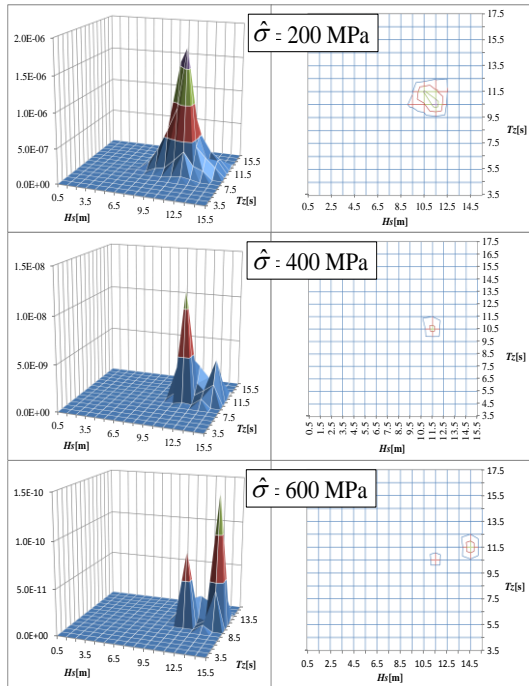 σ̂ = 200 MPa
2.0E-06
1.5E-06
1.0E-06
5.0E-07
0.0E+00
0.5
3.5
6.5
9.5
12.5
15.5
Hs[m]
3.5
7.5
11.5
15.5
Tz[s]
17.5
15.5
13.5
11.5
9.5
7.5
5.5
3.5
Tz[s]
0.5 2.5 4.5 6.5 8.5 10.5 12.5 14.5
Hs[m]
σ̂ = 400 MPa
1.5E-08
1.0E-08
5.0E-09
0.0E+00
0.5
3.5
6.5
9.5
12.5
15.5
Hs[m]
3.5
7.5
11.5
15.5
Tz[s]
17.5
16.5
15.5
14.5
13.5
12.5
11.5
10.5
9.5
8.5
7.5
6.5
5.5
4.5
3.5
Tz[s]
0.5 1.5 2.5 3.5 4.5 5.5 6.5 7.5 8.5 9.5 10.5 11.5 12.5 13.5 14.5 15.5
Hs[m]
σ̂ = 600 MPa
1.5E-10
1.0E-10
5.0E-11
0.0E+00
0.5
3.5
6.5
9.5
12.5
15.5
Hs[m]
3.5
8.5
13.5
Tz[s]
17.5
15.5
13.5
11.5
9.5
7.5
5.5
3.5
Tz[s]
0.5 2.5 4.5 6.5 8.5 10.5 12.5 14.5
Hs[m]